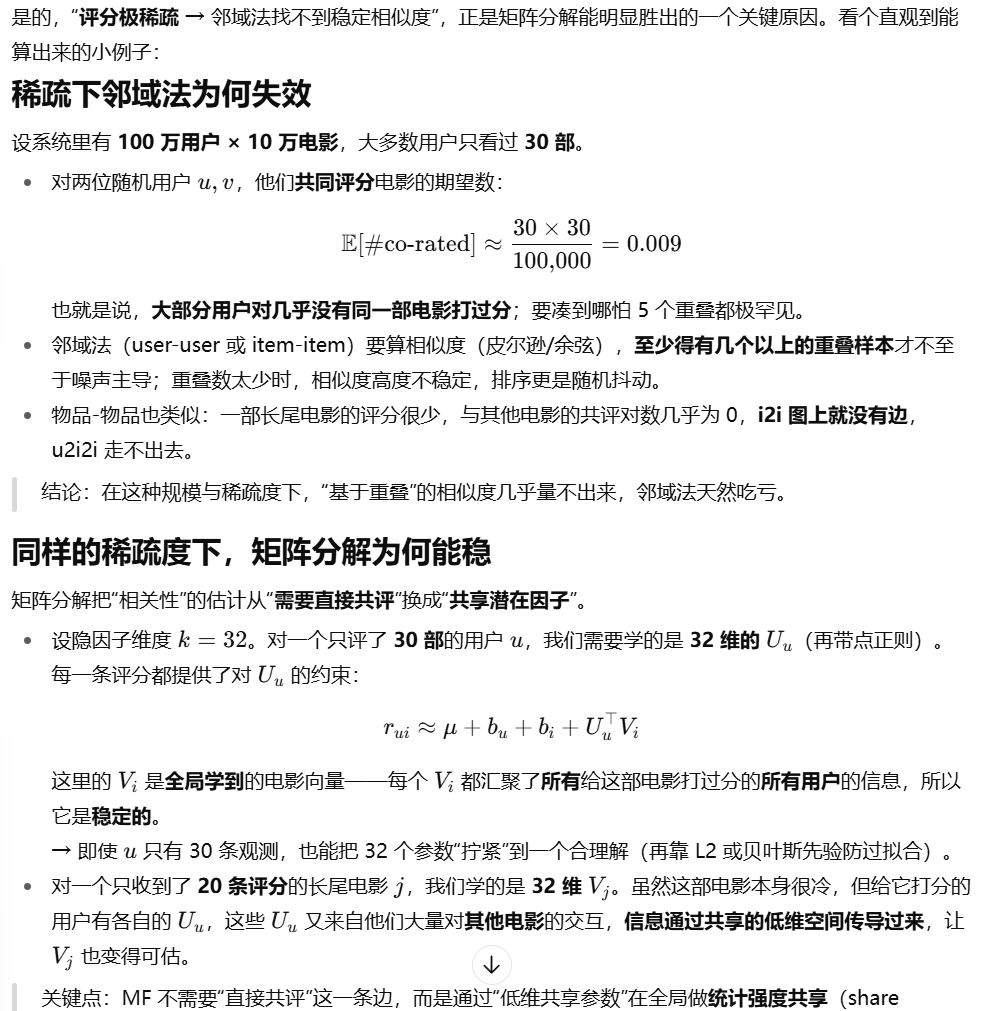 是的，“评分极稀疏 → 邻域法找不到稳定相似度”，正是矩阵分解能明显胜出的一个关键原因。看个直观到能
算出来的小例子：
稀疏下邻域法为何失效
设系统里有 100 万用户 × 10 万电影，大多数用户只看过 30 部。
• 对两位随机用户 u, v，他们共同评分电影的期望数：
𝔼[#co-rated] ≈ 30 × 30 / 100,000 = 0.009
也就是说，大部分用户对几乎没有同一部电影打过分；要凑到哪怕 5 个重叠都极罕见。
• 邻域法（user-user 或 item-item）要算相似度（皮尔逊/余弦），至少得有几个以上的重叠样本才不至
于噪声主导；重叠数太少时，相似度高度不稳定，排序更是随机抖动。
• 物品-物品也类似：一部长尾电影的评分很少，与其他电影的共评对数几乎为 0，i2i 图上就没有边，
u2i2i 走不出去。
结论：在这种规模与稀疏度下，“基于重叠”的相似度几乎量不出来，邻域法天然吃亏。
同样的稀疏度下，矩阵分解为何能稳
矩阵分解把“相关性”的估计从“需要直接共评”换成“共享潜在因子”。
• 设隐因子维度 k = 32。对一个只评了 30 部的用户 u，我们需要学的是 32 维的 U_u（再带点正则）。
每一条评分都提供了对 U_u 的约束：
r_{ui} ≈ μ + b_u + b_i + U_u^⊤ V_i
这里的 V_i 是全局学到的电影向量——每个 V_i 都汇聚了所有给这部电影打过分的所有用户的信息，所以
它是稳定的。
→ 即使 u 只有 30 条观测，也能把 32 个参数“拧紧”到一个合理解（再靠 L2 或贝叶斯先验防过拟合）。
• 对一个只收到了 20 条评分的长尾电影 j，我们学的是 32 维 V_j。虽然这部电影本身很冷，但给它打分的
用户有各自的 U_u，这些 U_u 又来自他们大量对其他电影的交互，信息通过共享的低维空间传导过来，让
V_j 也变得可估。
关键点：MF 不需要“直接共评”这一条边，而是通过“低维共享参数”在全局做统计强度共享（share